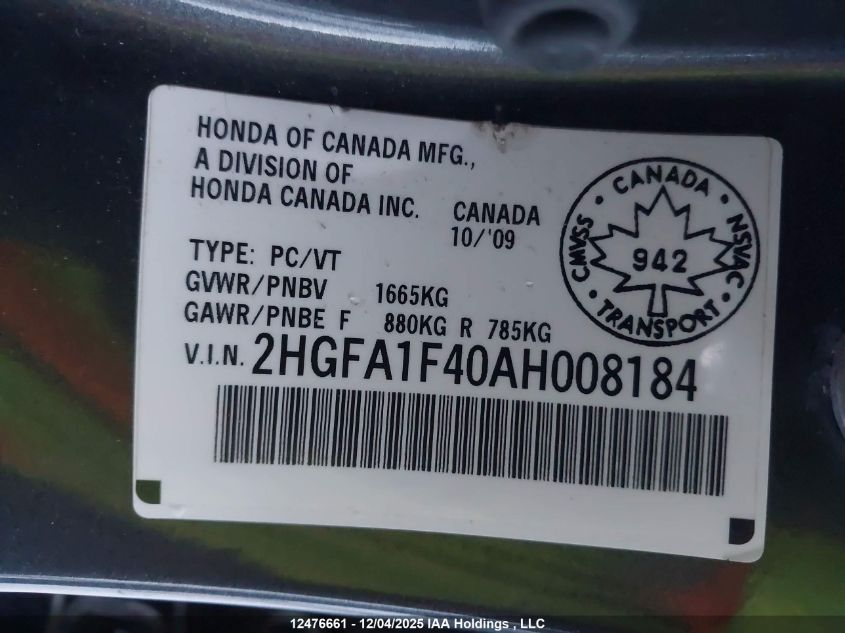 HONDA OF CANADA MFG.,
A DIVISION OF
HONDA CANADA INC. CANADA
10/'09
TYPE: PC/VT
GVWR/PNBV 1665KG
GAWR/PNBE F 880KG R 785KG
V.I.N. 2HGFA1F40AH008184
• CANADA •
CMVSS 942 NSVAC
• TRANSPORT •
12476661 - 12/04/2025 IAA Holdings , LLC